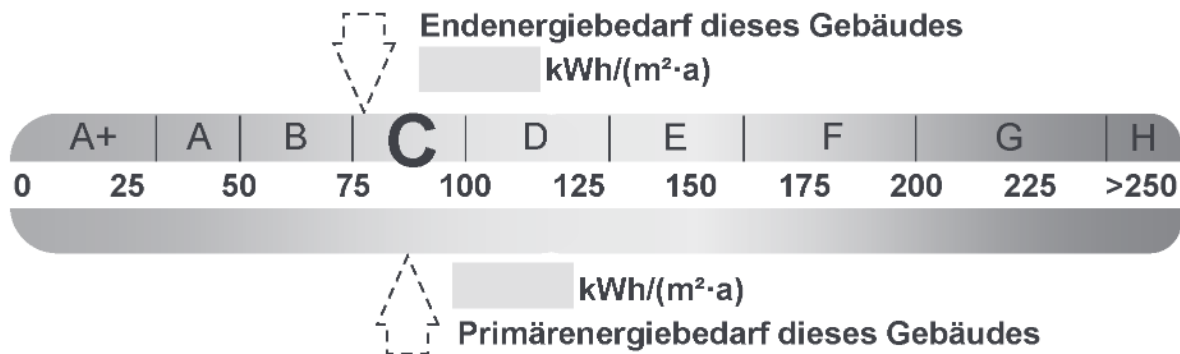 Endenergiebedarf dieses Gebäudes
kWh/(m²·a)
A+ A B C D E F G H
0 25 50 75 100 125 150 175 200 225 >250
kWh/(m²·a)
Primärenergiebedarf dieses Gebäudes